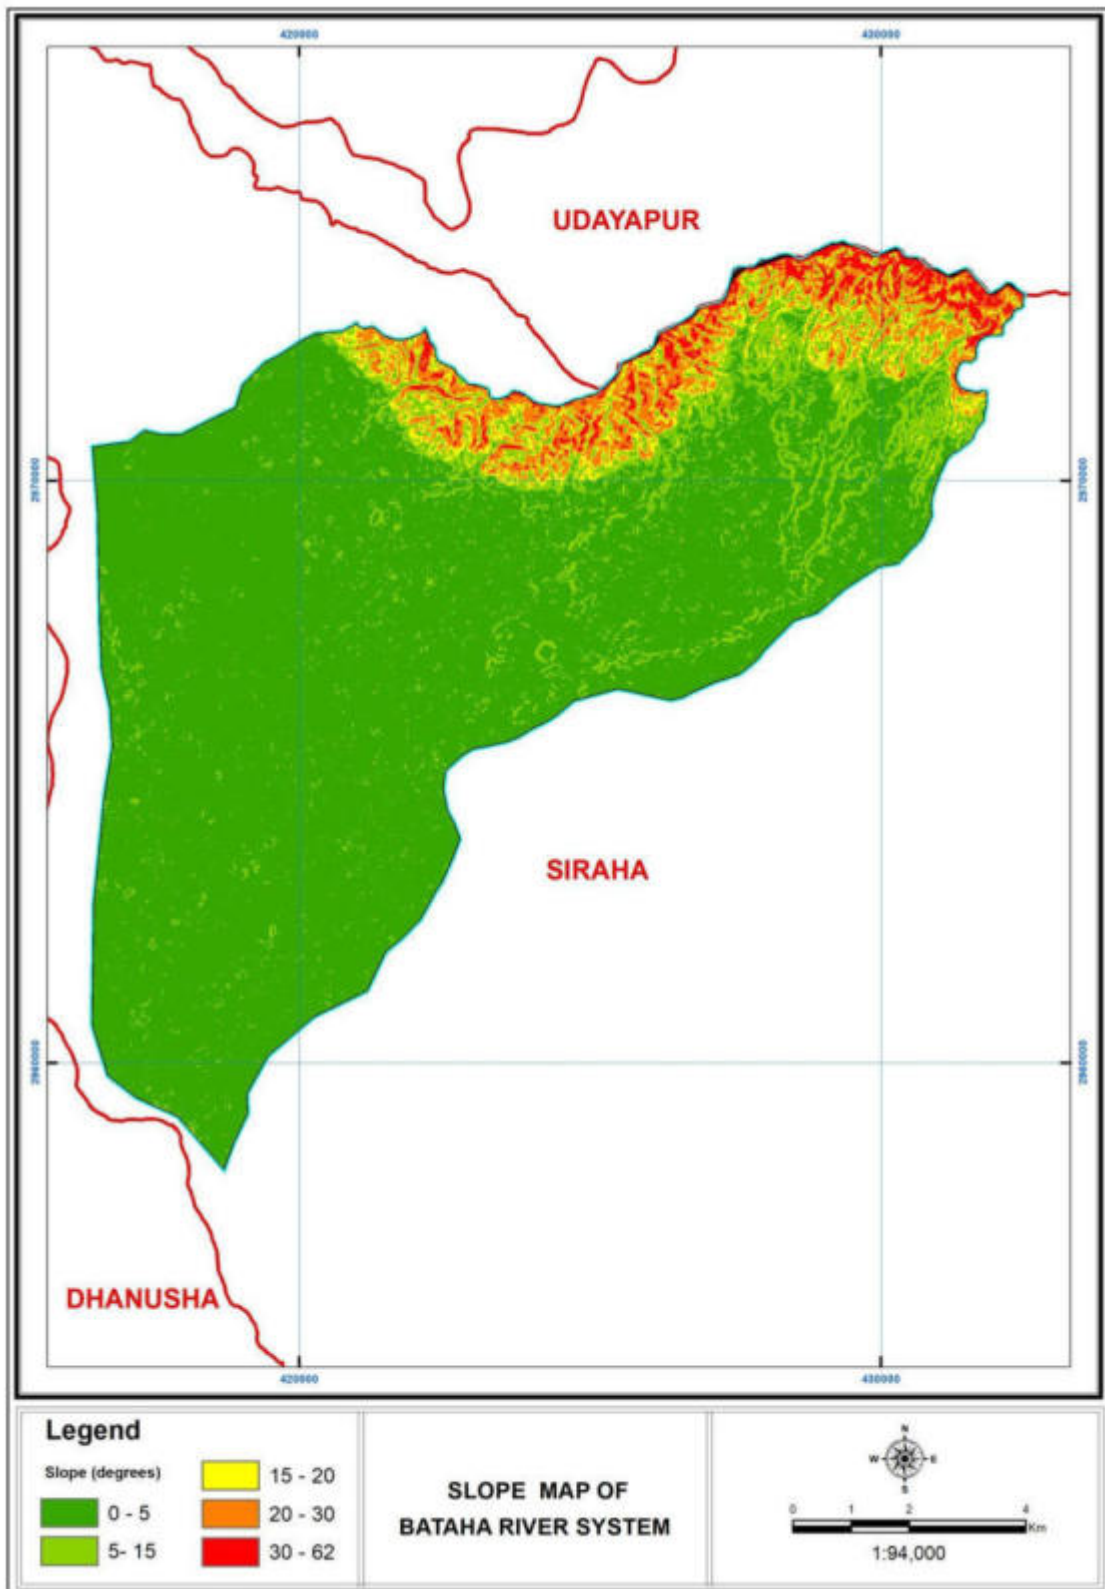 420000
430000
UDAYAPUR
2970000
2970000
SIRAHA
2960000
2960000
DHANUSHA
420000
430000
Legend
Slope (degrees)
0 - 5
5- 15
15 - 20
20 - 30
30 - 62
SLOPE MAP OF
BATAHA RIVER SYSTEM
N
W E
S
0 1 2 4
Km
1:94,000